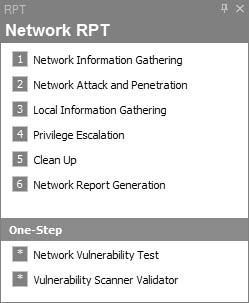 RPT
Network RPT
1 Network Information Gathering
2 Network Attack and Penetration
3 Local Information Gathering
4 Privilege Escalation
5 Clean Up
6 Network Report Generation
One-Step
* Network Vulnerability Test
* Vulnerability Scanner Validator